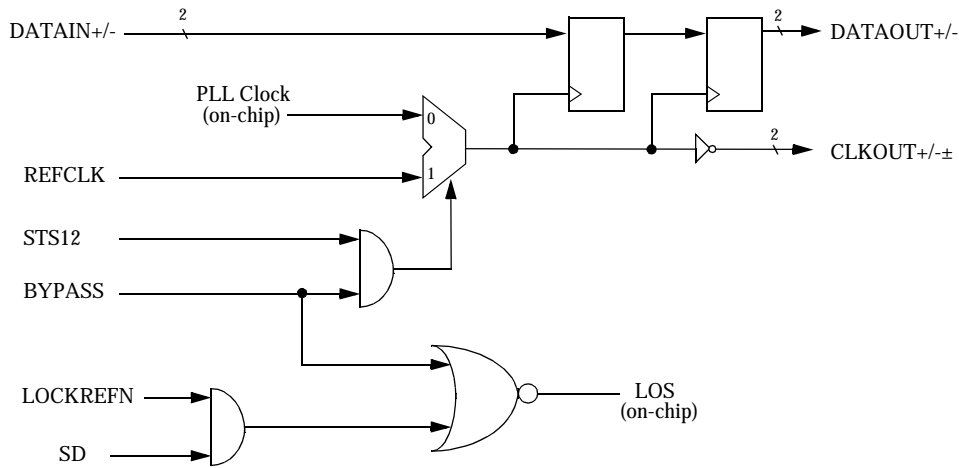 2
2
DATAIN+/-
DATAOUT+/-
PLL Clock
(on-chip)
0
2
CLKOUT+/-±
REFCLK
1
STS12
BYPASS
LOCKREFN
LOS
(on-chip)
SD